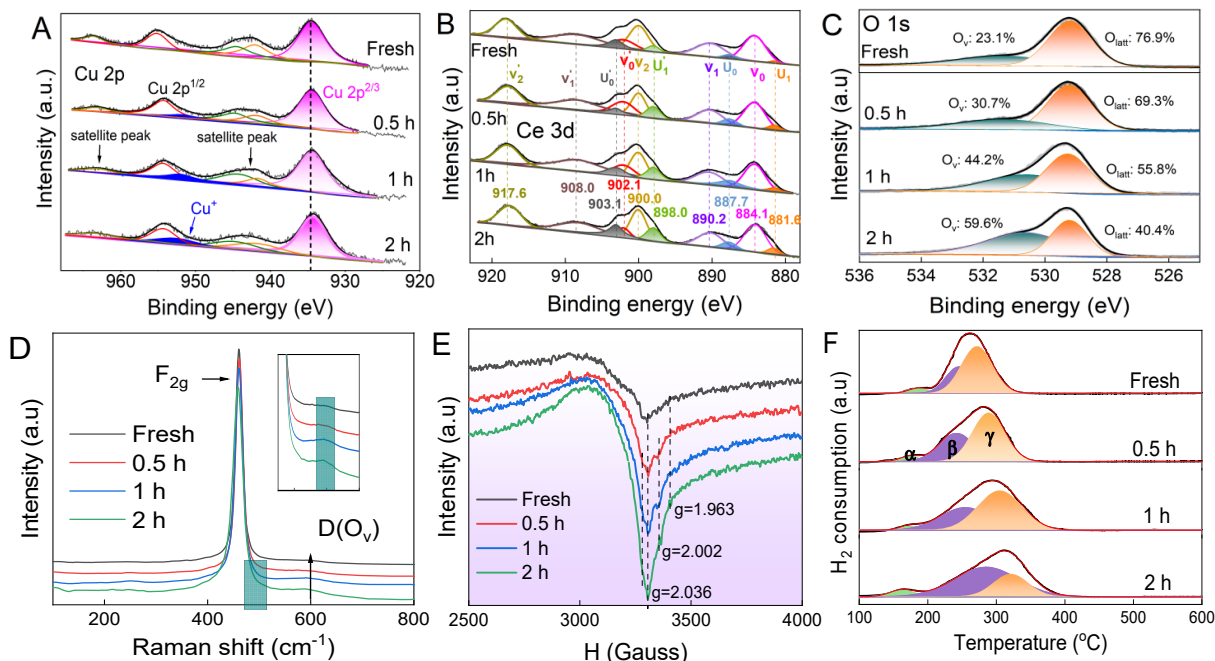 A
Fresh
Cu 2p
Cu 2p1/2
Cu 2p2/3
0.5 h
satellite peak
satellite peak
1 h
Cu+
2 h
960
950
940
930
920
Binding energy (eV)
Intensity (a.u.)
B
Fresh
v'2
v'1
U'0
v'0
v2
U'1
v1
U0
v0
U1
0.5h
Ce 3d
1h
917.6
908.0
902.1
903.1
900.0
898.0
890.2
887.7
884.1
881.6
2h
920
910
900
890
880
Binding energy (eV)
Intensity (a.u.)
C
O 1s
Fresh
Ov: 23.1%
Olatt: 76.9%
0.5 h
Ov: 30.7%
Olatt: 69.3%
1 h
Ov: 44.2%
Olatt: 55.8%
2 h
Ov: 59.6%
Olatt: 40.4%
536
533
530
527
Binding energy (eV)
Intensity (a.u.)
D
F2g
Fresh
0.5 h
1 h
2 h
D(Ov)
200
400
600
800
Raman shift (cm-1)
Intensity (a.u)
E
Fresh
0.5 h
1 h
2 h
g=1.963
g=2.002
g=2.036
2500
3000
3500
4000
H (Gauss)
Intensity (a.u)
F
Fresh
α
β
γ
0.5 h
1 h
2 h
100
200
300
400
500
600
Temperature (oC)
H2 consumption (a.u)